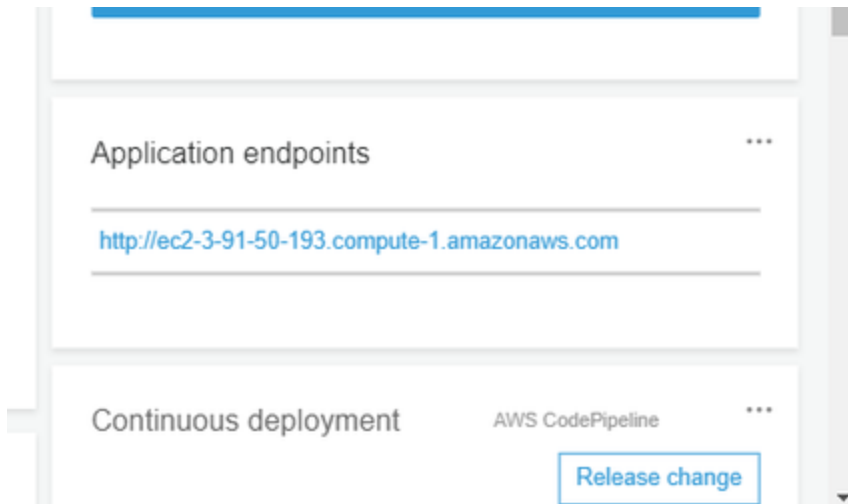 Application endpoints
http://ec2-3-91-50-193.compute-1.amazonaws.com
Continuous deployment AWS CodePipeline
Release change